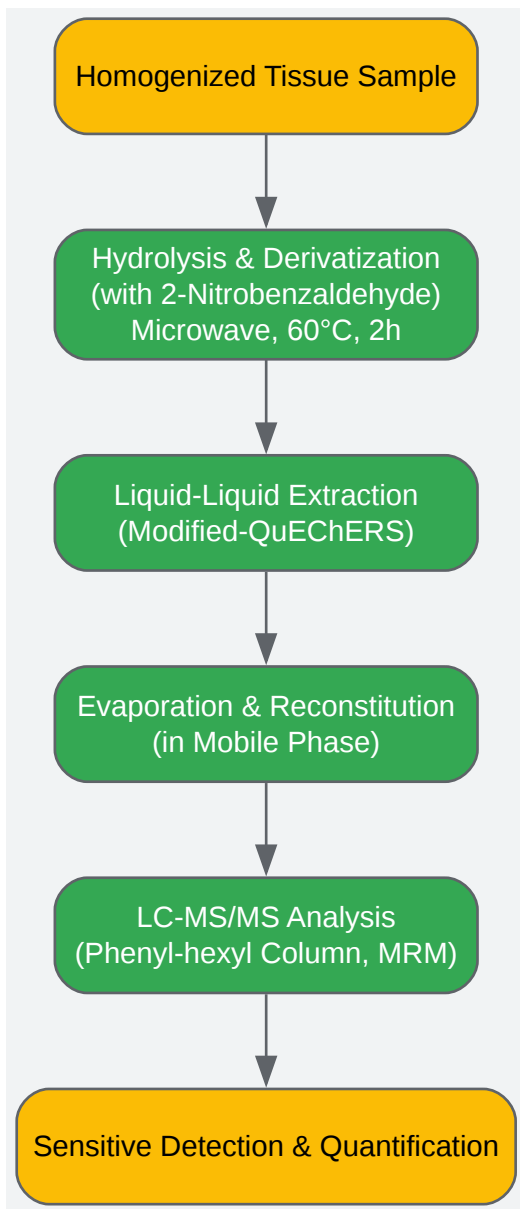 Homogenized Tissue Sample
Hydrolysis & Derivatization
(with 2-Nitrobenzaldehyde)
Microwave, 60°C, 2h
Liquid-Liquid Extraction
(Modified-QuEChERS)
Evaporation & Reconstitution
(in Mobile Phase)
LC-MS/MS Analysis
(Phenyl-hexyl Column, MRM)
Sensitive Detection & Quantification